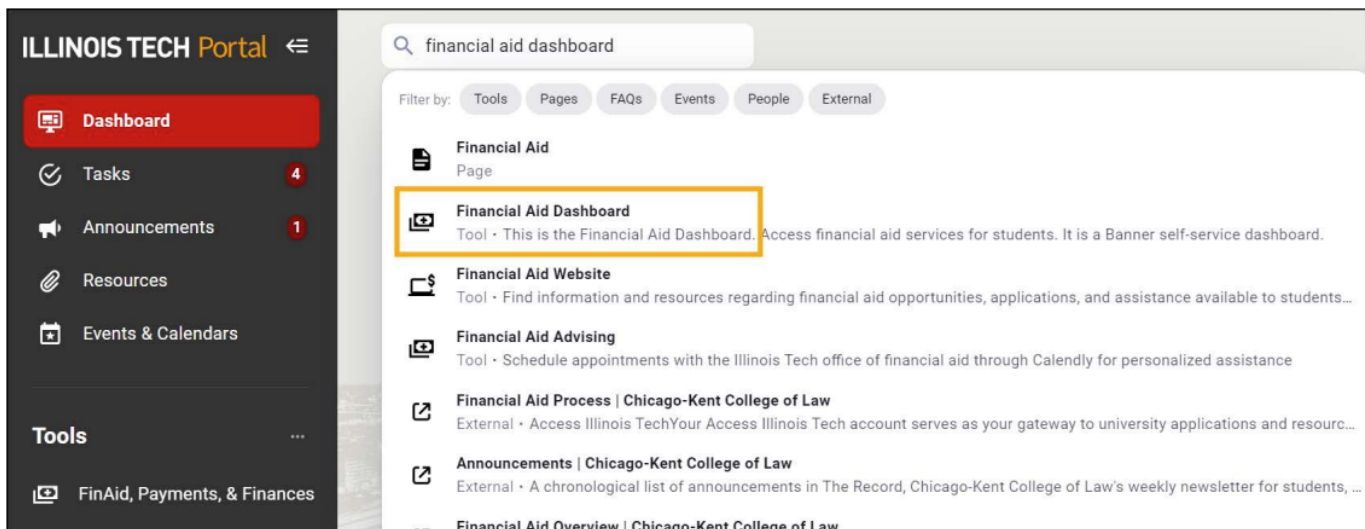 ILLINOIS TECH Portal
financial aid dashboard
Filter by: Tools Pages FAQs Events People External
Dashboard
Tasks 4
Announcements 1
Resources
Events & Calendars
Tools ...
FinAid, Payments, & Finances
Financial Aid
Page
Financial Aid Dashboard
Tool • This is the Financial Aid Dashboard. Access financial aid services for students. It is a Banner self-service dashboard.
Financial Aid Website
Tool • Find information and resources regarding financial aid opportunities, applications, and assistance available to students...
Financial Aid Advising
Tool • Schedule appointments with the Illinois Tech office of financial aid through Calendly for personalized assistance
Financial Aid Process | Chicago-Kent College of Law
External • Access Illinois TechYour Access Illinois Tech account serves as your gateway to university applications and resourc...
Announcements | Chicago-Kent College of Law
External • A chronological list of announcements in The Record, Chicago-Kent College of Law's weekly newsletter for students, ...
Financial Aid Overview | Chicago-Kent College of Law